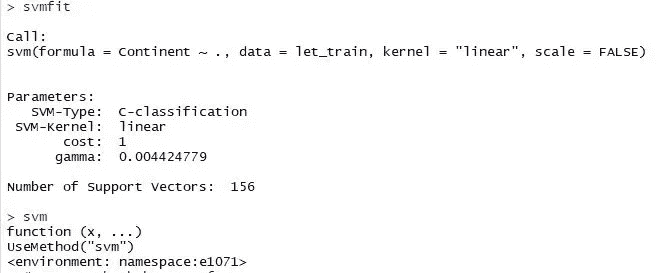 > svmfit
Call:
svm(formula = Continent ~ ., data = let_train, kernel = "linear", scale = FALSE)
Parameters:
SVM-Type: C-classification
SVM-Kernel: linear
cost: 1
gamma: 0.004424779
Number of Support Vectors: 156
> svm
function (x, ...)
UseMethod("svm")
<environment: namespace:e1071>